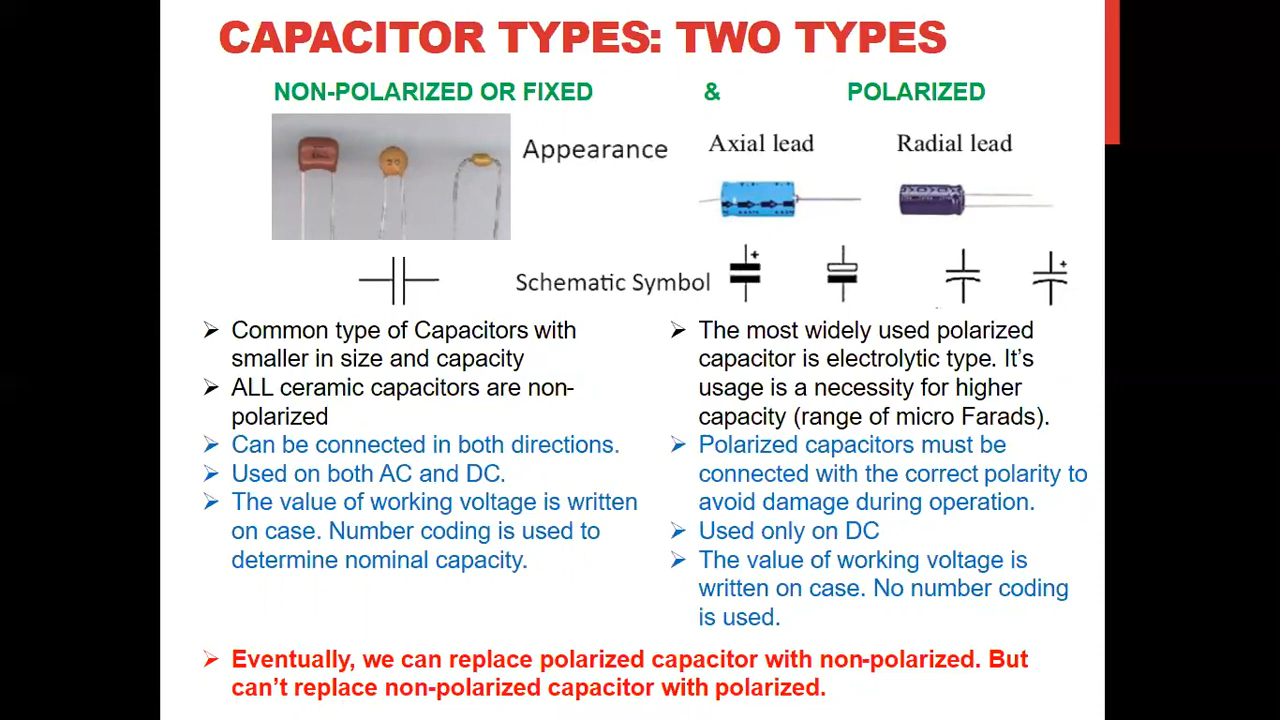 CAPACITOR TYPES: TWO TYPES
NON-POLARIZED OR FIXED & POLARIZED
Appearance
Axial lead
Radial lead
30
Schematic Symbol
+
+
➢ Common type of Capacitors with
smaller in size and capacity
➢ ALL ceramic capacitors are non-
polarized
➢ Can be connected in both directions.
➢ Used on both AC and DC.
➢ The value of working voltage is written
on case. Number coding is used to
determine nominal capacity.
➢ The most widely used polarized
capacitor is electrolytic type. It’s
usage is a necessity for higher
capacity (range of micro Farads).
➢ Polarized capacitors must be
connected with the correct polarity to
avoid damage during operation.
➢ Used only on DC
➢ The value of working voltage is
written on case. No number coding
is used.
➢ Eventually, we can replace polarized capacitor with non-polarized. But
can’t replace non-polarized capacitor with polarized.